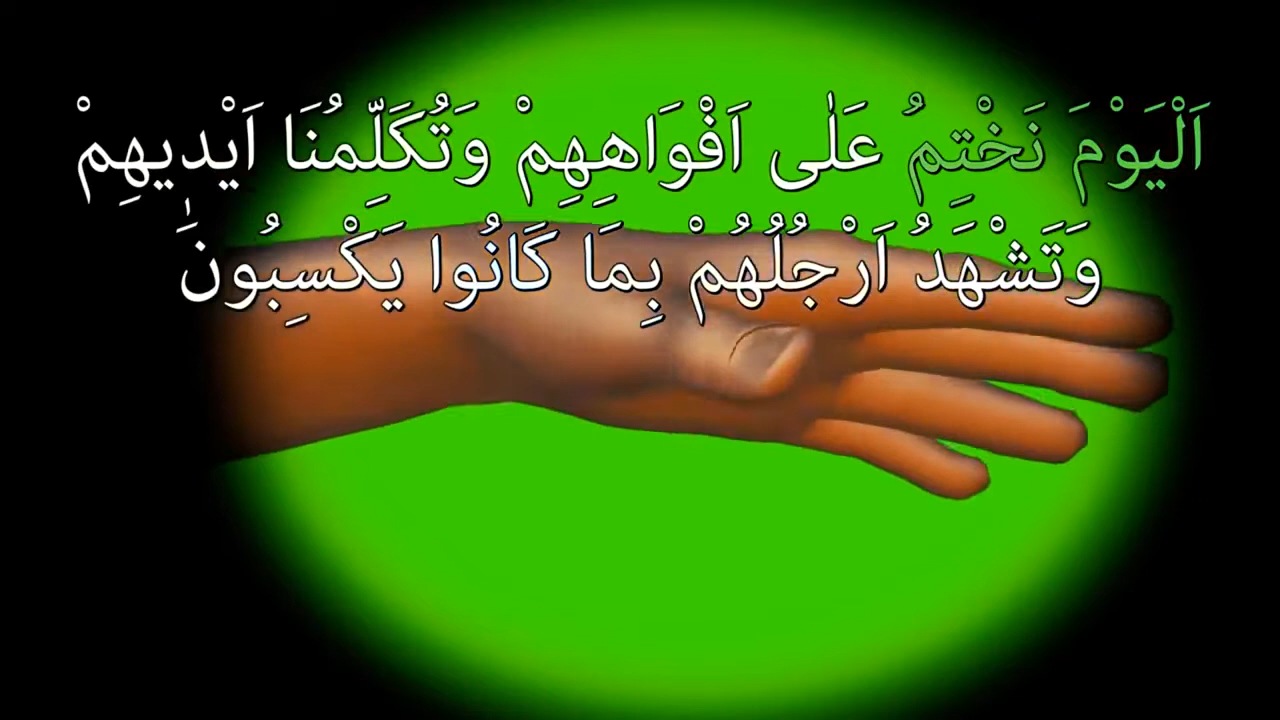 اَلْيَوْمَ نَخْتِمُ عَلٰى اَفْوَاهِهِمْ وَتُكَلِّمُنَا اَيْدِيهِمْ
وَتَشْهَدُ اَرْجُلُهُمْ بِمَا كَانُوا يَكْسِبُونَ